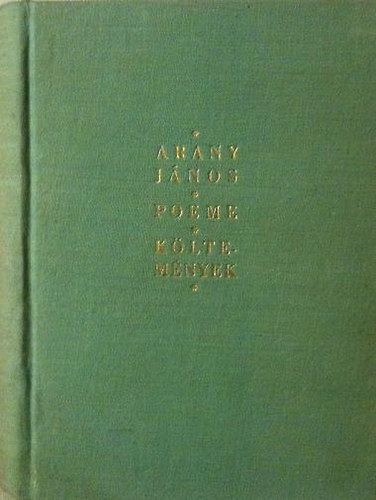 ARANY
JÁNOS
POEME
KÖLTE-
MÉNYEK